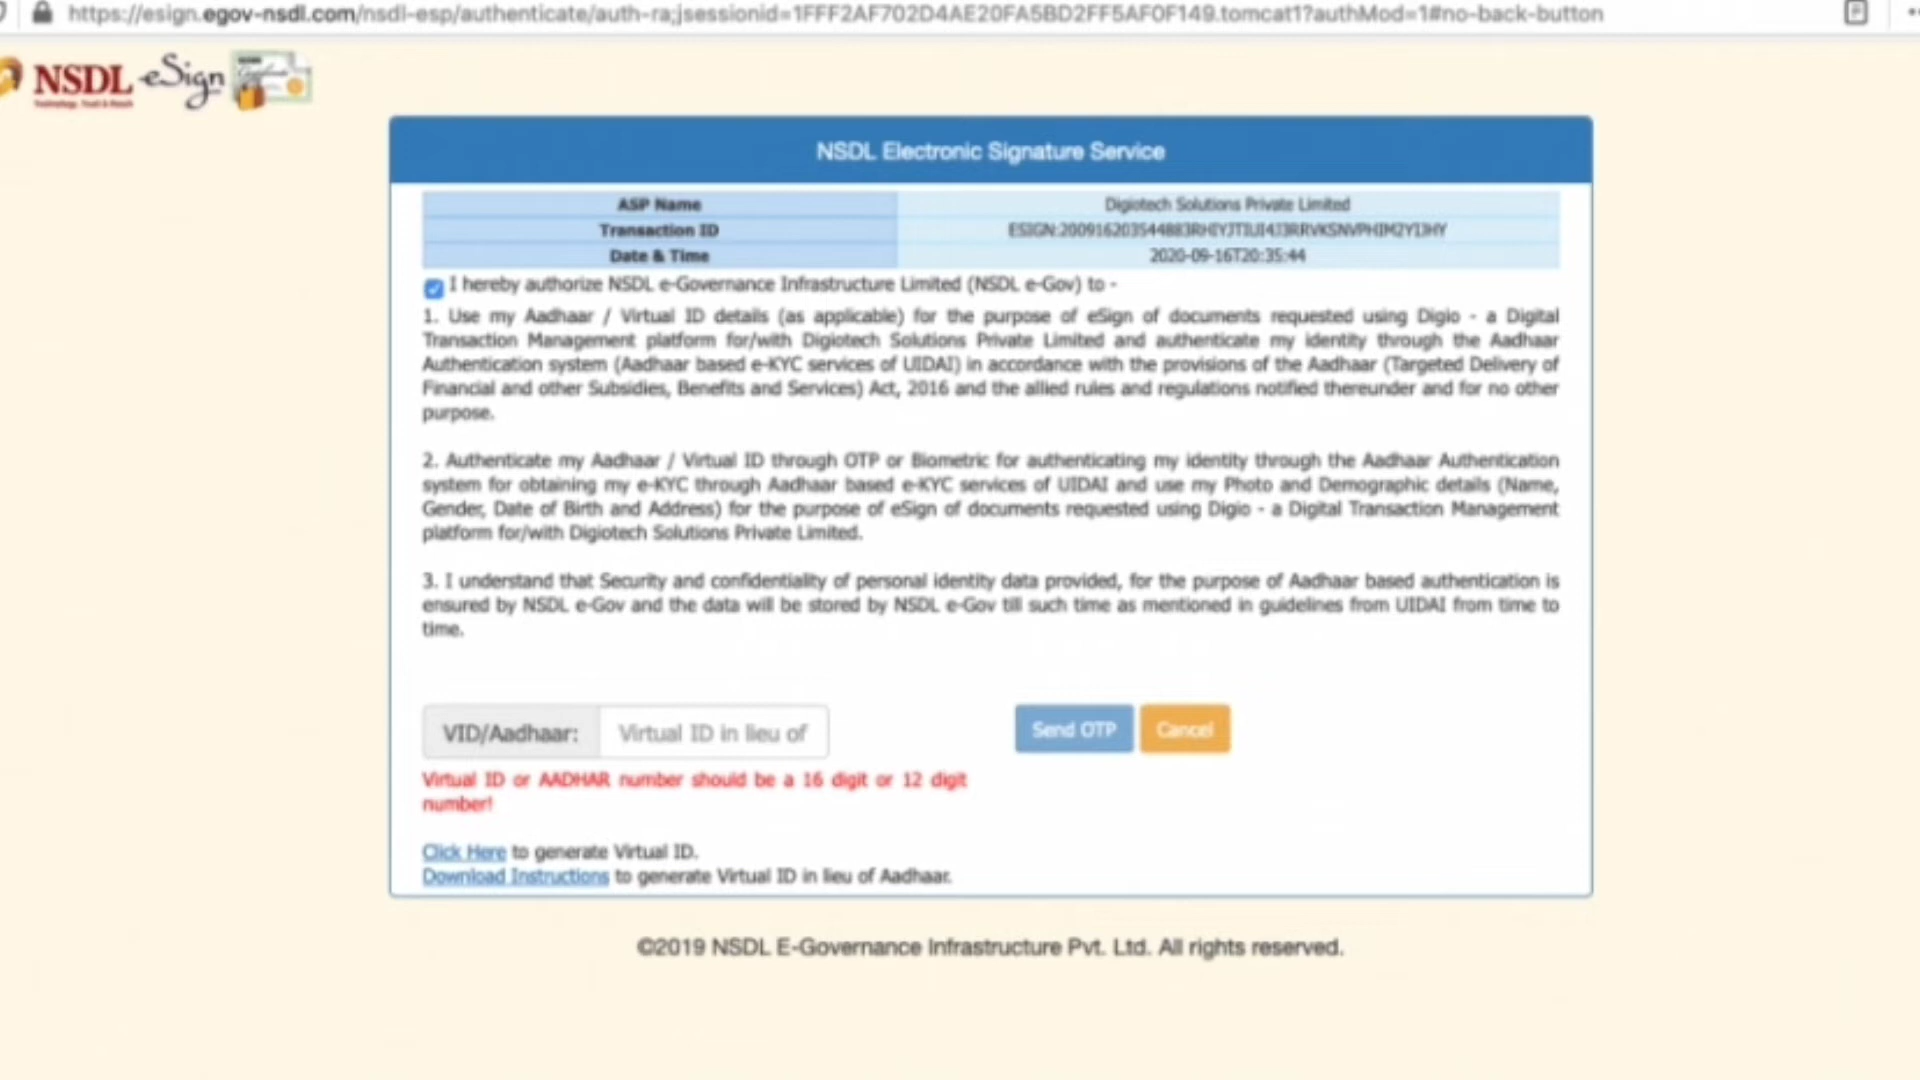 https://esign.egov-nsdl.com/nsdl-esp/authenticate/auth-ra;jsessionid=1FFF2AF702D4AE20FA5BD2FF5AF0F149.tomcat1?authMod=1#no-back-button
NSDL eSign
Technology, Trust & Reach
NSDL Electronic Signature Service
ASP Name Digiotech Solutions Private Limited
Transaction ID
Date & Time 2020-09-16T20:35:44
I hereby authorize NSDL e-Governance Infrastructure Limited (NSDL e-Gov) to -
1. Use my Aadhaar / Virtual ID details (as applicable) for the purpose of eSign of documents requested using Digio - a Digital
Transaction Management platform for/with Digiotech Solutions Private Limited and authenticate my identity through the Aadhaar
Authentication system (Aadhaar based e-KYC services of UIDAI) in accordance with the provisions of the Aadhaar (Targeted Delivery of
Financial and other Subsidies, Benefits and Services) Act, 2016 and the allied rules and regulations notified thereunder and for no other
purpose.
2. Authenticate my Aadhaar / Virtual ID through OTP or Biometric for authenticating my identity through the Aadhaar Authentication
system for obtaining my e-KYC through Aadhaar based e-KYC services of UIDAI and use my Photo and Demographic details (Name,
Gender, Date of Birth and Address) for the purpose of eSign of documents requested using Digio - a Digital Transaction Management
platform for/with Digiotech Solutions Private Limited.
3. I understand that Security and confidentiality of personal identity data provided, for the purpose of Aadhaar based authentication is
ensured by NSDL e-Gov and the data will be stored by NSDL e-Gov till such time as mentioned in guidelines from UIDAI from time to
time.
VID/Aadhaar: Virtual ID in lieu of Send OTP Cancel
Virtual ID or AADHAR number should be a 16 digit or 12 digit
number!
Click Here to generate Virtual ID.
Download Instructions to generate Virtual ID in lieu of Aadhaar.
©2019 NSDL E-Governance Infrastructure Pvt. Ltd. All rights reserved.